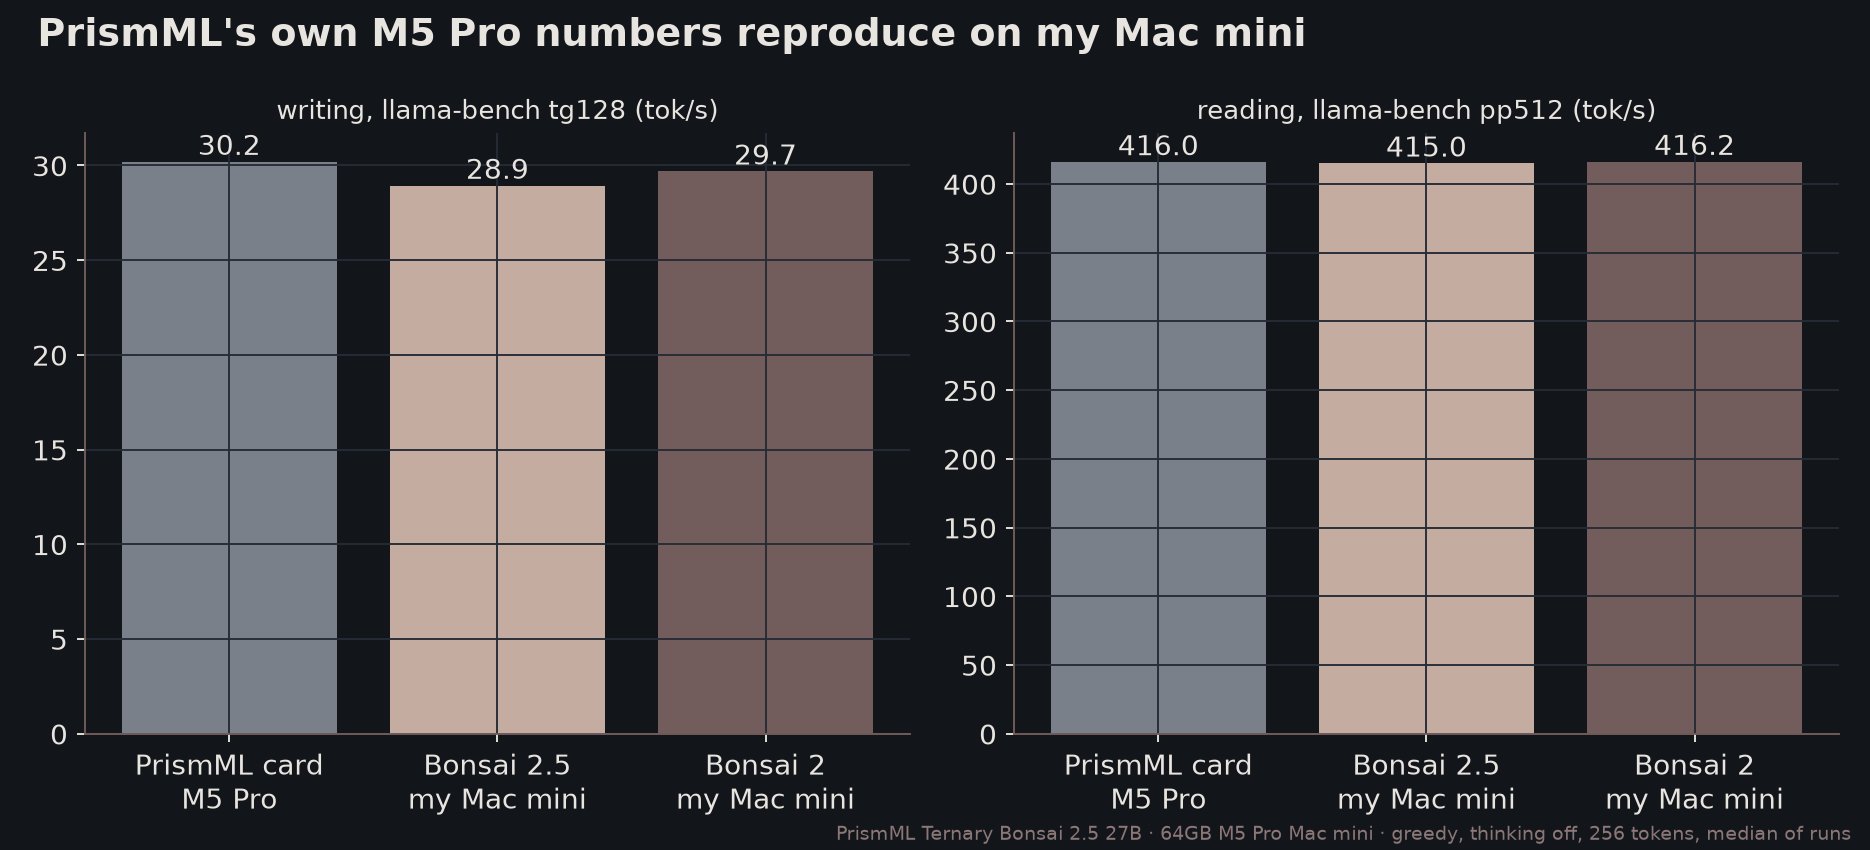 PrismML's own M5 Pro numbers reproduce on my Mac mini
writing, llama-bench tg128 (tok/s)
30.2
28.9
29.7
30
25
20
15
10
5
0
PrismML card
M5 Pro
Bonsai 2.5
my Mac mini
Bonsai 2
my Mac mini
reading, llama-bench pp512 (tok/s)
416.0
415.0
416.2
400
350
300
250
200
150
100
50
0
PrismML card
M5 Pro
Bonsai 2.5
my Mac mini
Bonsai 2
my Mac mini
PrismML Ternary Bonsai 2.5 27B · 64GB M5 Pro Mac mini · greedy, thinking off, 256 tokens, median of runs